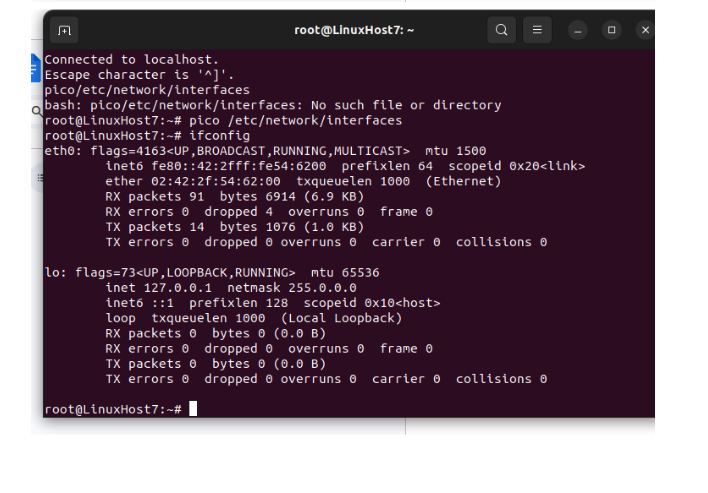 root@LinuxHost7: ~
Connected to localhost.
Escape character is '^]'.
pico/etc/network/interfaces
bash: pico/etc/network/interfaces: No such file or directory
root@LinuxHost7:~# pico /etc/network/interfaces
root@LinuxHost7:~# ifconfig
eth0: flags=4163<UP,BROADCAST,RUNNING,MULTICAST>  mtu 1500
        inet6 fe80::42:2fff:fe54:6200  prefixlen 64  scopeid 0x20<link>
        ether 02:42:2f:54:62:00  txqueuelen 1000  (Ethernet)
        RX packets 91  bytes 6914 (6.9 KB)
        RX errors 0  dropped 4  overruns 0  frame 0
        TX packets 14  bytes 1076 (1.0 KB)
        TX errors 0  dropped 0 overruns 0  carrier 0  collisions 0

lo: flags=73<UP,LOOPBACK,RUNNING>  mtu 65536
        inet 127.0.0.1  netmask 255.0.0.0
        inet6 ::1  prefixlen 128  scopeid 0x10<host>
        loop  txqueuelen 1000  (Local Loopback)
        RX packets 0  bytes 0 (0.0 B)
        RX errors 0  dropped 0  overruns 0  frame 0
        TX packets 0  bytes 0 (0.0 B)
        TX errors 0  dropped 0 overruns 0  carrier 0  collisions 0

root@LinuxHost7:~#